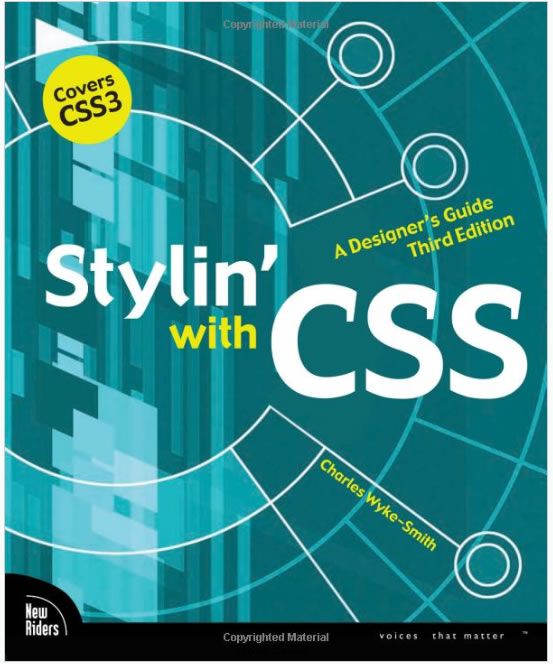 Copyrighted Material
Covers
CSS3
A Designer's Guide
Third Edition
Stylin'
with
CSS
Charles Wyke-Smith
New
Riders
Copyrighted Material
voices that matter ™